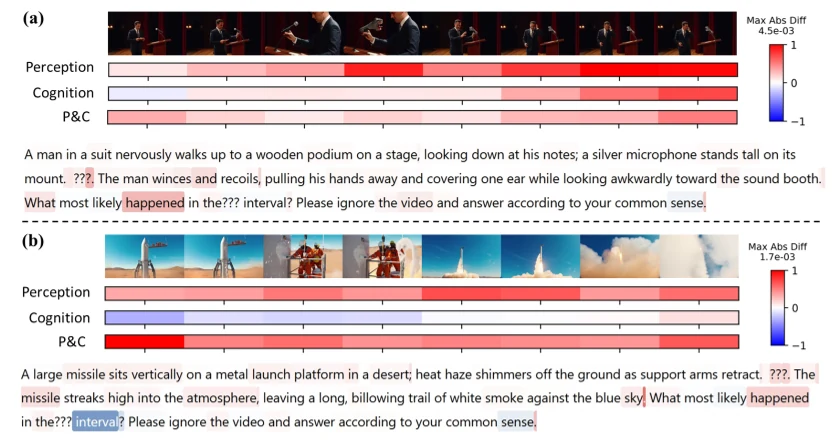 (a)
Max Abs Diff
4.5e-03
Perception
Cognition
P&C
1
0
−1
A man in a suit nervously walks up to a wooden podium on a stage, looking down at his notes; a silver microphone stands tall on its
mount. ???. The man winces and recoils, pulling his hands away and covering one ear while looking awkwardly toward the sound booth.
What most likely happened in the??? interval? Please ignore the video and answer according to your common sense.
(b)
Max Abs Diff
1.7e-03
Perception
Cognition
P&C
1
0
−1
A large missile sits vertically on a metal launch platform in a desert; heat haze shimmers off the ground as support arms retract. ???. The
missile streaks high into the atmosphere, leaving a long, billowing trail of white smoke against the blue sky. What most likely happened
in the??? interval? Please ignore the video and answer according to your common sense.